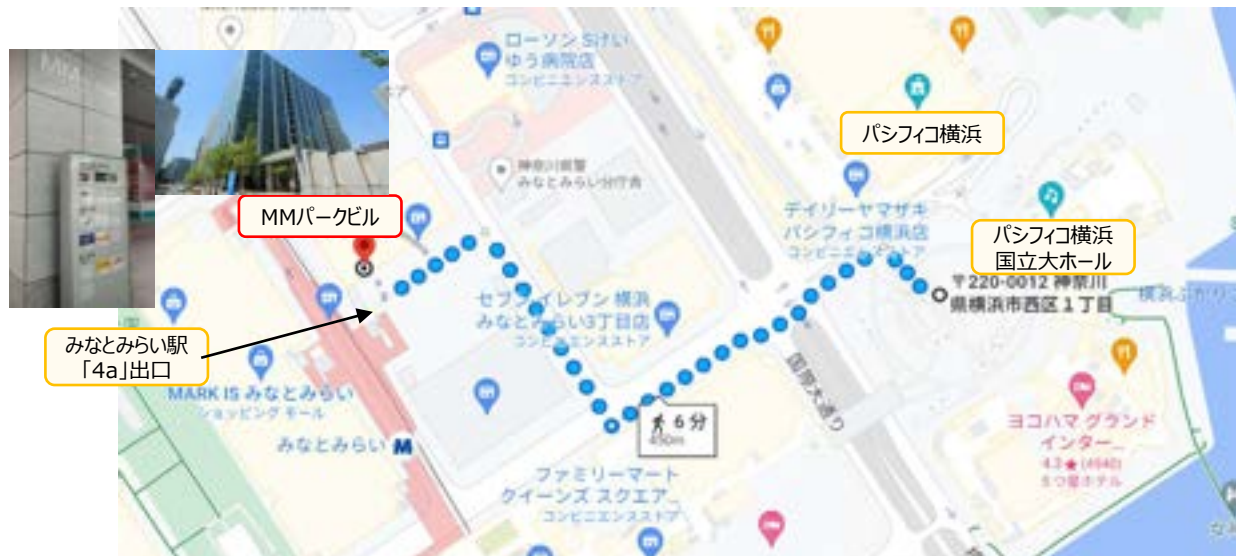 MM
ローソン Sけい
ゆう病院店
コンビニエンスストア
パシフィコ横浜
神奈川県警
みなとみらい分庁舎
MMパークビル
デイリーヤマザキ
パシフィコ横浜店
コンビニエンスストア
パシフィコ横浜
国立大ホール
〒220-0012 神奈川
県横浜市西区1丁目
セブン イレブン 横浜
みなとみらい3丁目店
コンビニエンスストア
みなとみらい駅
「4a」出口
MARK IS みなとみらい
ショッピング モール
国際大通り
6 分
450m
みなとみらい
ヨコハマ グランド
インター...
5つ星ホテル
ファミリーマート
クイーンズ スクエア...
コンビニエンスストア